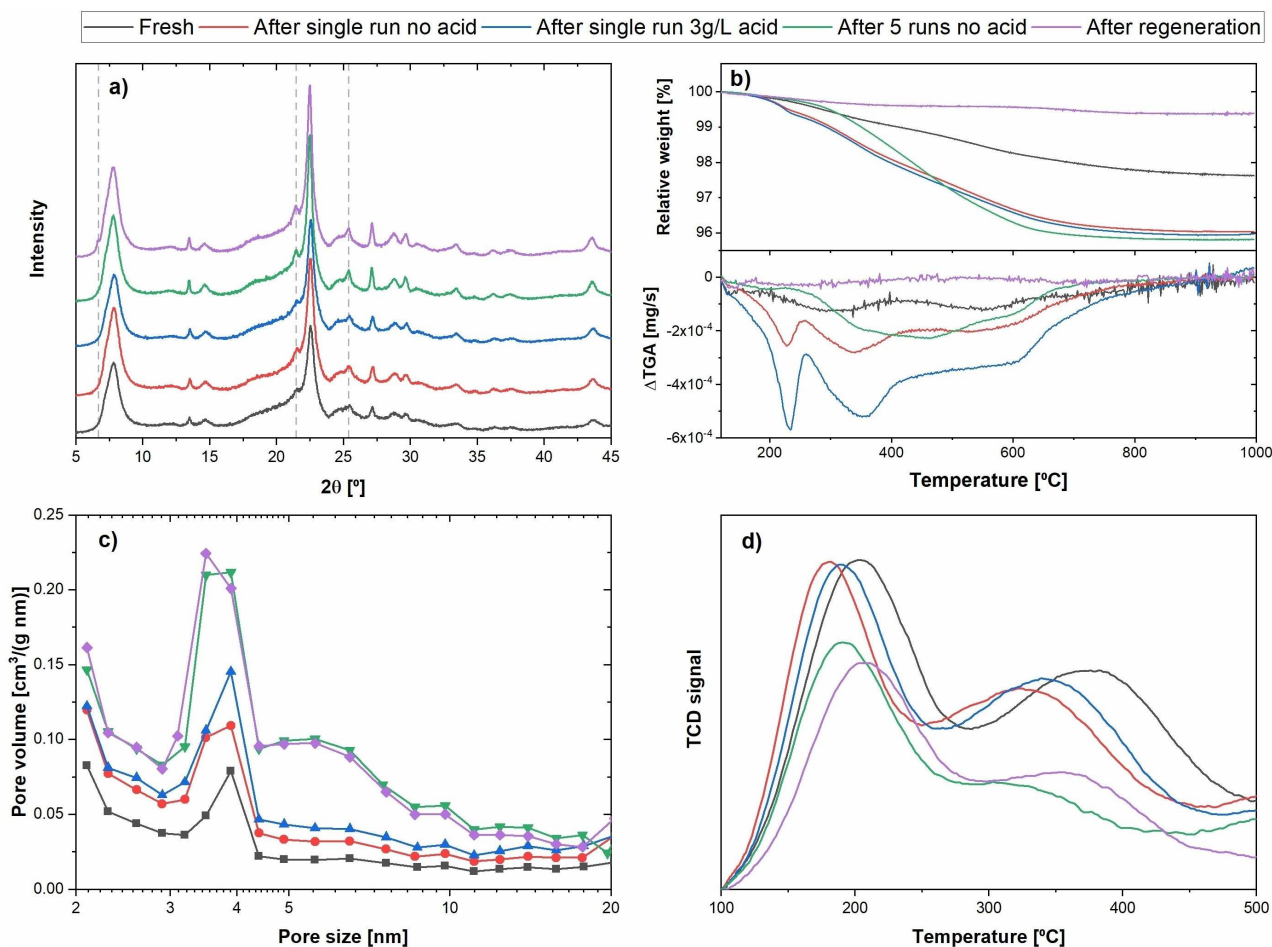 Fresh After single run no acid After single run 3g/L acid After 5 runs no acid After regeneration
a)
Intensity
5 10 15 20 25 30 35 40 45
2θ [º]
b)
Relative weight [%]
100
99
98
97
96
ΔTGA [mg/s]
0
-2x10⁻⁴
-4x10⁻⁴
-6x10⁻⁴
200 400 600 800 1000
Temperature [ºC]
c)
Pore volume [cm³/(g nm)]
0.25
0.20
0.15
0.10
0.05
0.00
2 3 4 5 10 20
Pore size [nm]
d)
TCD signal
100 200 300 400 500
Temperature [ºC]